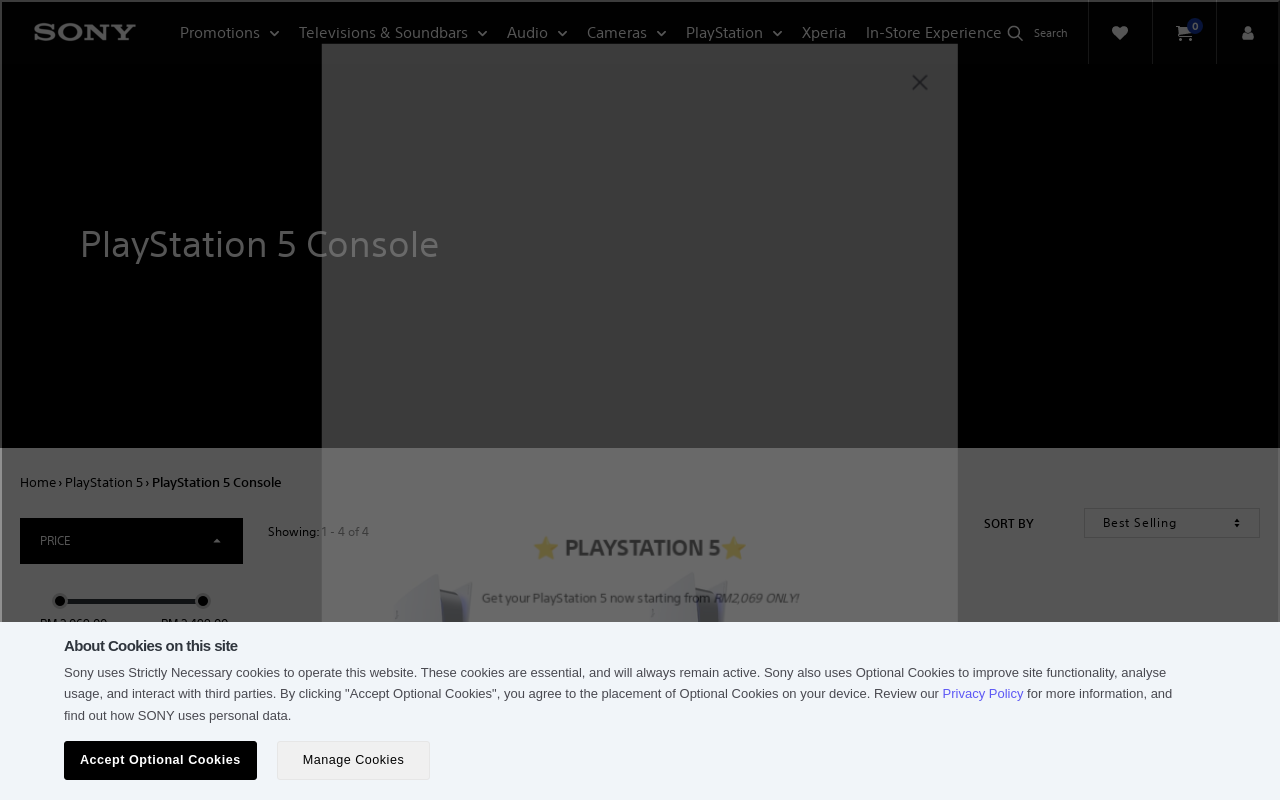 SONY
Promotions
Televisions & Soundbars
Audio
Cameras
PlayStation
Xperia
In-Store Experience
Search
0
PlayStation 5 Console
Home › PlayStation 5 › PlayStation 5 Console
PRICE
Showing: 1 - 4 of 4
SORT BY
Best Selling
⭐ PLAYSTATION 5⭐
Get your PlayStation 5 now starting from RM2,069 ONLY!
About Cookies on this site
Sony uses Strictly Necessary cookies to operate this website. These cookies are essential, and will always remain active. Sony also uses Optional Cookies to improve site functionality, analyse
usage, and interact with third parties. By clicking "Accept Optional Cookies", you agree to the placement of Optional Cookies on your device. Review our Privacy Policy for more information, and
find out how SONY uses personal data.
Accept Optional Cookies
Manage Cookies